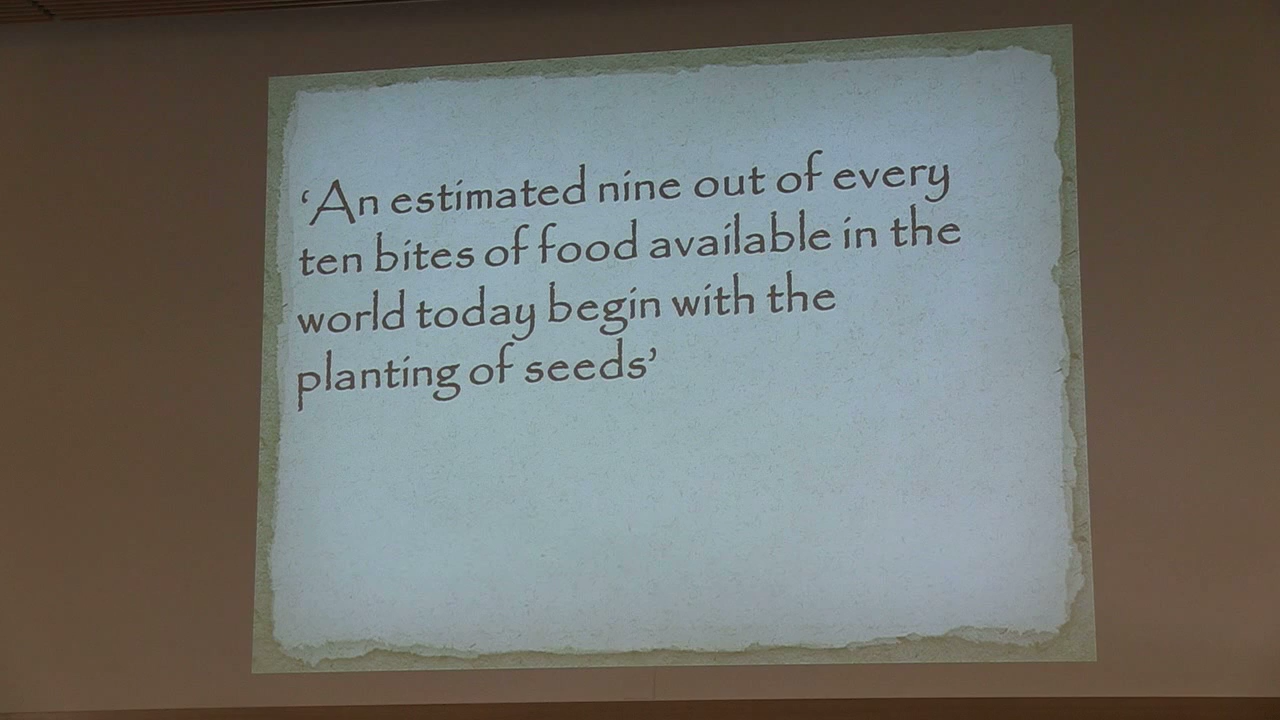 ‘An estimated nine out of every
ten bites of food available in the
world today begin with the
planting of seeds’